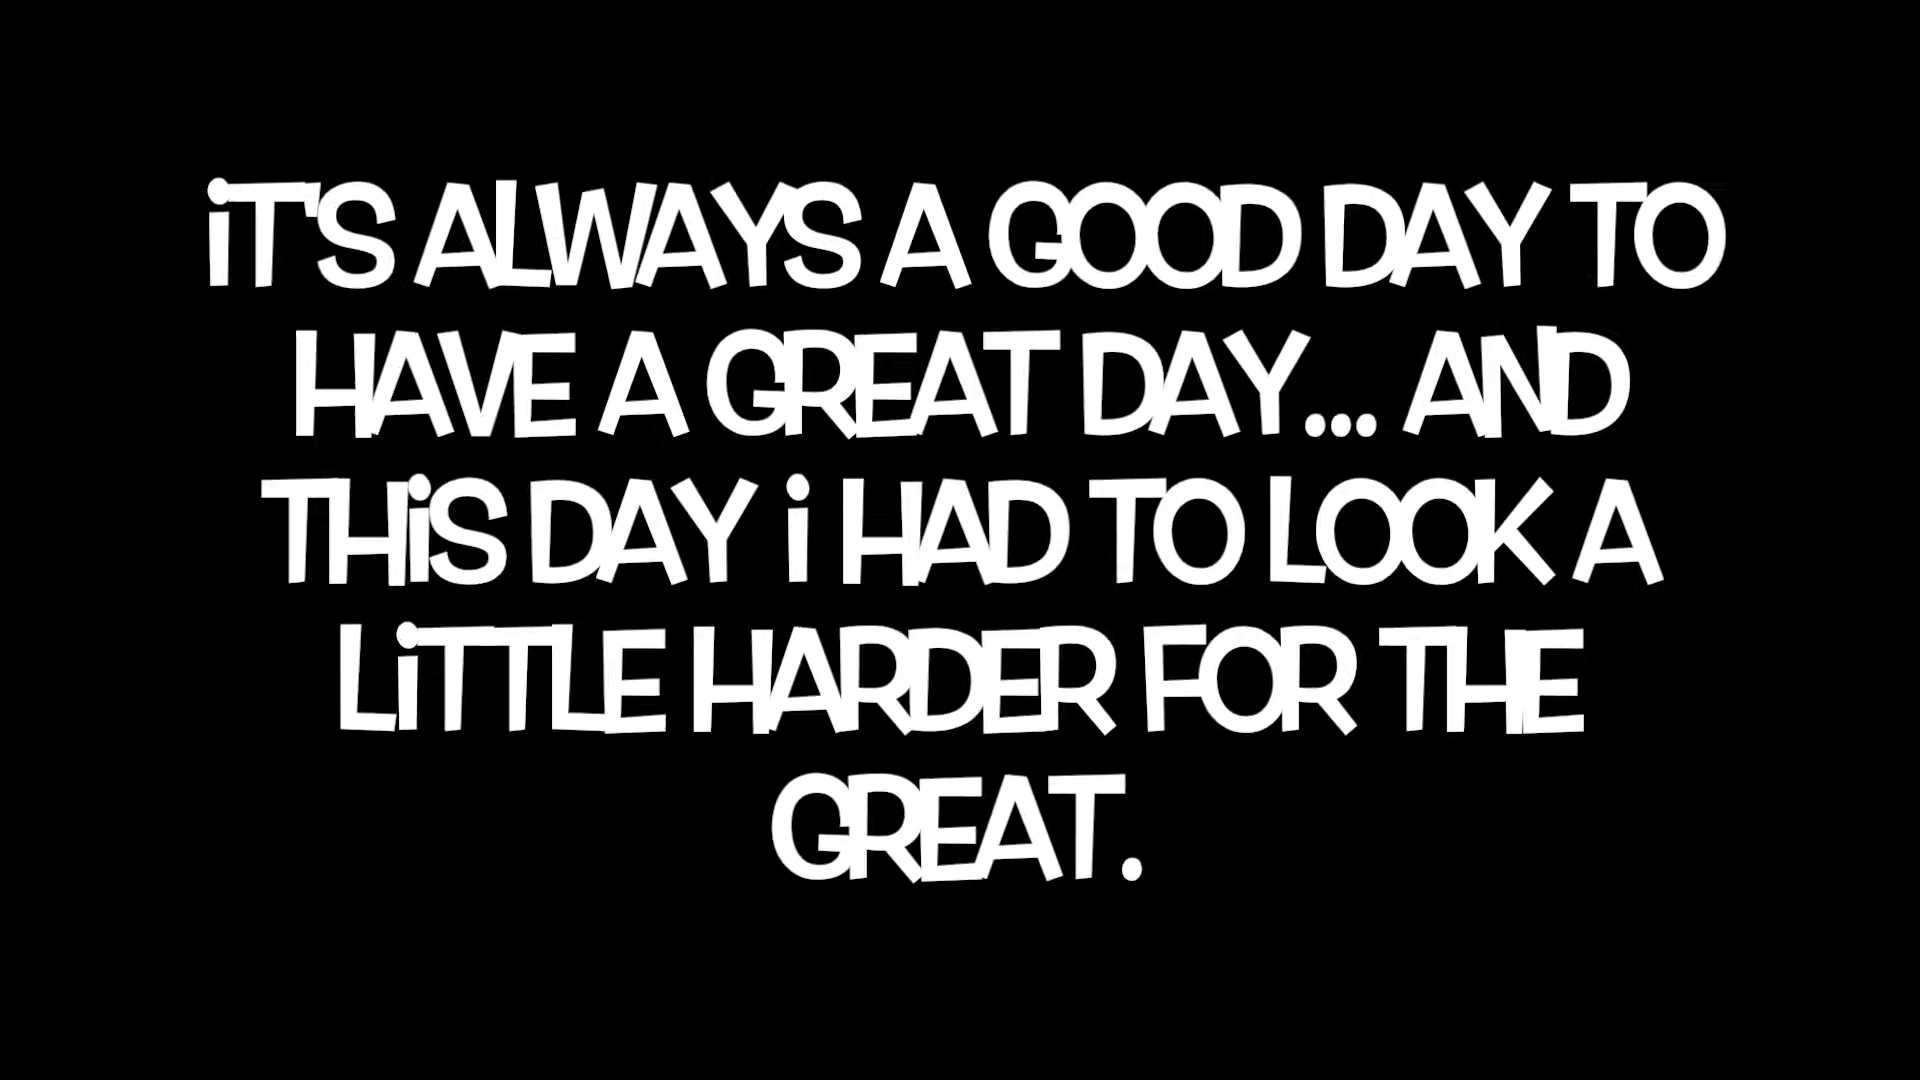 iT'S ALWAYS A GOOD DAY TO
HAVE A GREAT DAY... AND
THiS DAY i HAD TO LOOK A
LiTTLE HARDER FOR THE
GREAT.